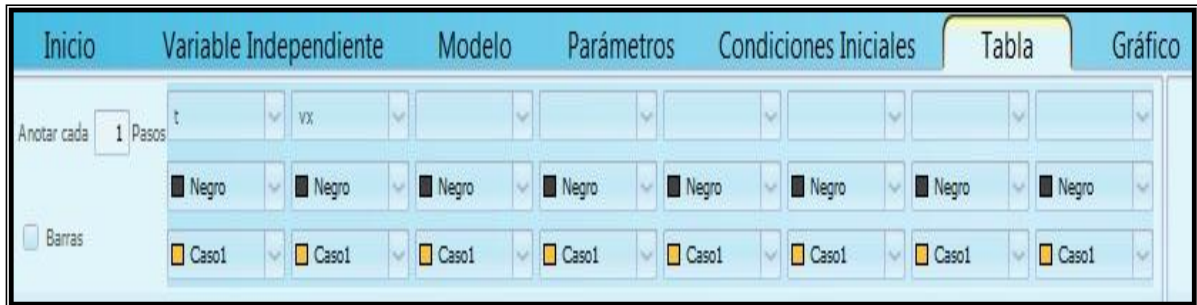 Inicio Variable Independiente Modelo Parámetros Condiciones Iniciales Tabla Gráfico
Anotar cada 1 Pasos t vx
Negro Negro Negro Negro Negro Negro Negro Negro
Barras
Caso1 Caso1 Caso1 Caso1 Caso1 Caso1 Caso1 Caso1